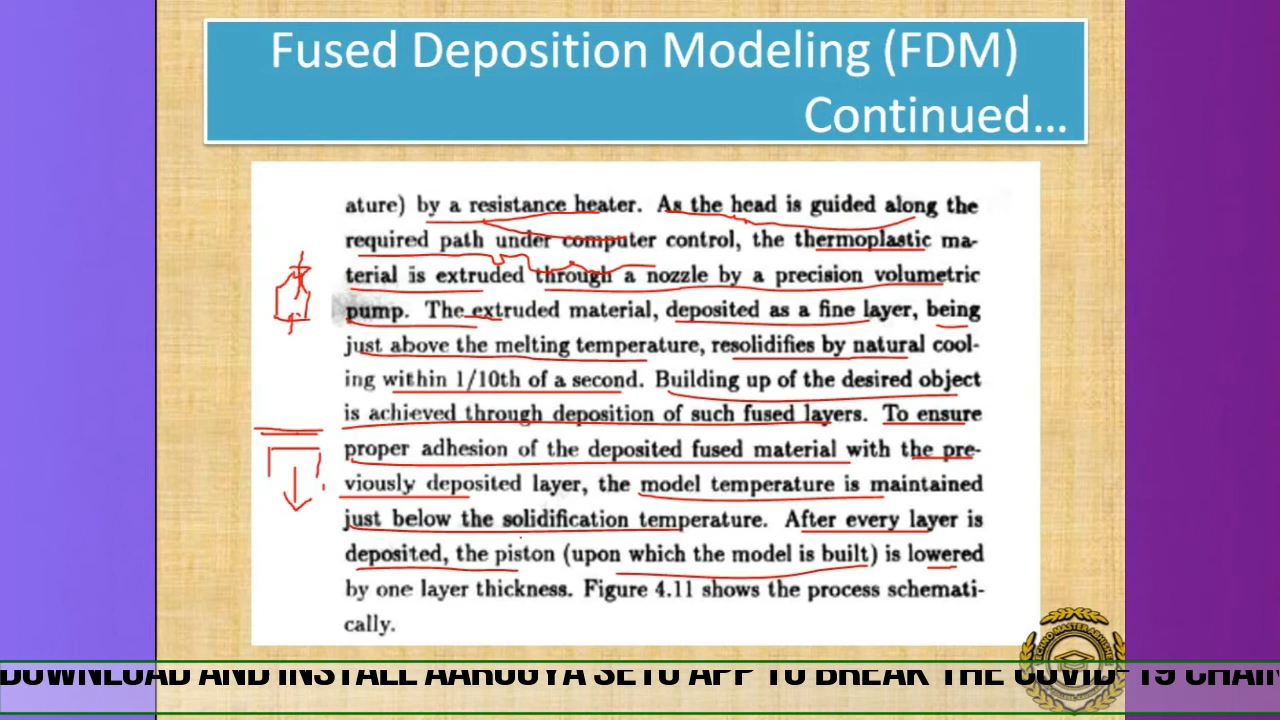 Fused Deposition Modeling (FDM)
Continued...
ature) by a resistance heater. As the head is guided along the
required path under computer control, the thermoplastic ma-
terial is extruded through a nozzle by a precision volumetric
pump. The extruded material, deposited as a fine layer, being
just above the melting temperature, resolidifies by natural cool-
ing within 1/10th of a second. Building up of the desired object
is achieved through deposition of such fused layers. To ensure
proper adhesion of the deposited fused material with the pre-
viously deposited layer, the model temperature is maintained
just below the solidification temperature. After every layer is
deposited, the piston (upon which the model is built) is lowered
by one layer thickness. Figure 4.11 shows the process schemati-
cally.
TECHNO MASTER ABHISHEK
DOWNLOAD AND INSTALL AAROGYA SETU APP TO BREAK THE COVID-19 CHAIN